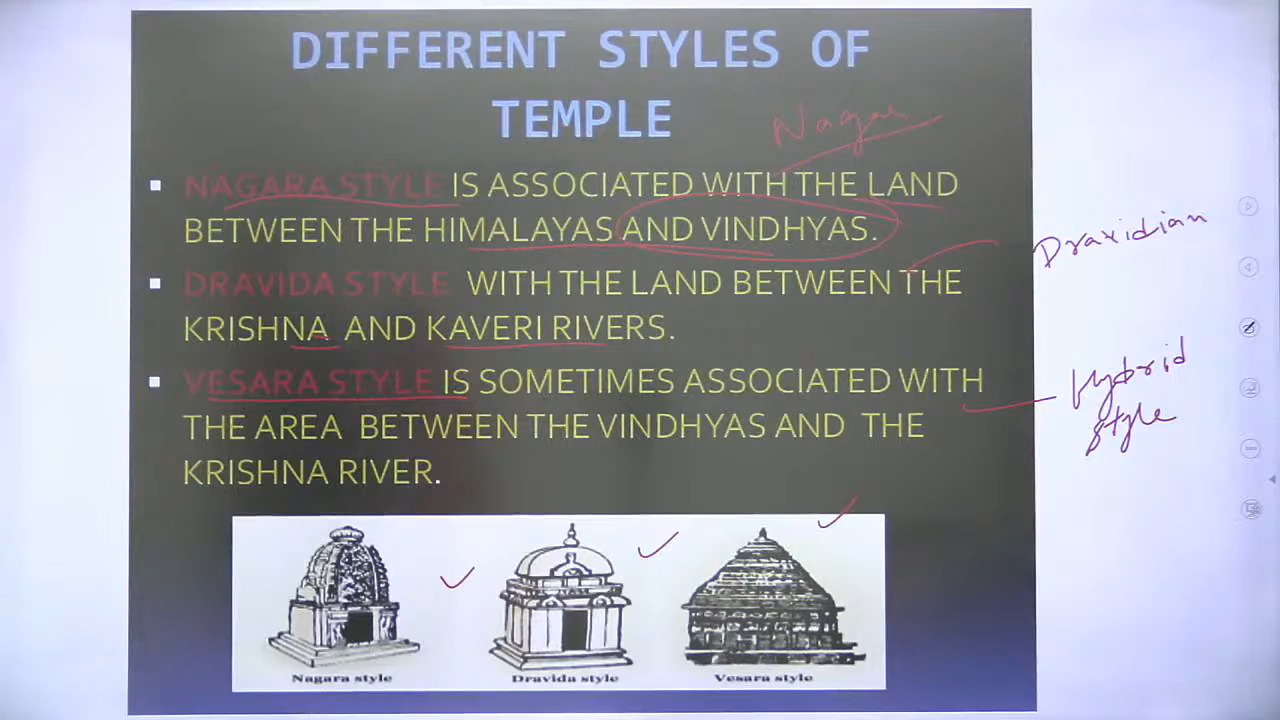 DIFFERENT STYLES OF
TEMPLE
Nagar
▪ NAGARA STYLE IS ASSOCIATED WITH THE LAND
BETWEEN THE HIMALAYAS AND VINDHYAS.
Dravidian
▪ DRAVIDA STYLE WITH THE LAND BETWEEN THE
KRISHNA AND KAVERI RIVERS.
▪ VESARA STYLE IS SOMETIMES ASSOCIATED WITH
THE AREA BETWEEN THE VINDHYAS AND THE
KRISHNA RIVER.
Hybrid
style
Nagara style
Dravida style
Vesara style